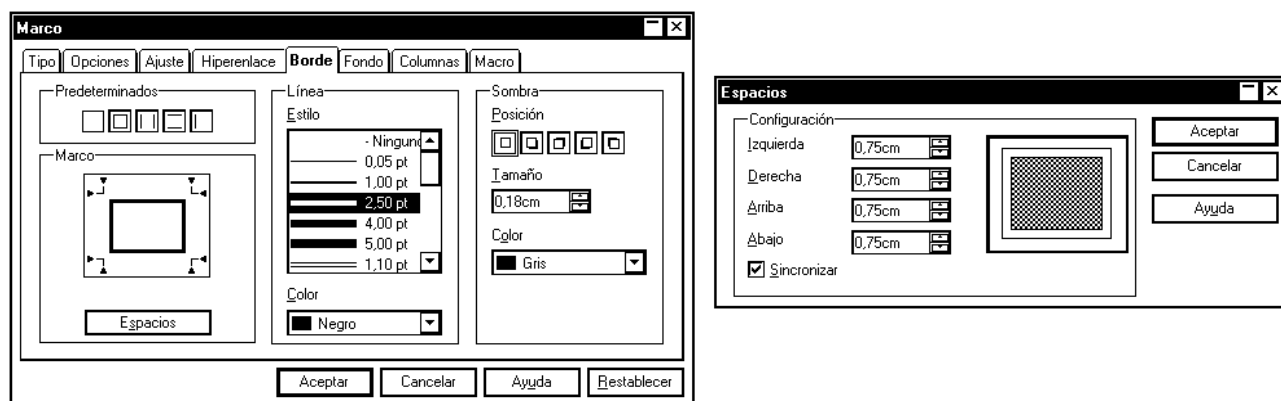 Marco
Tipo Opciones Ajuste Hiperenlace Borde Fondo Columnas Macro
Predeterminados
Marco
Espacios
Línea
Estilo
- Ninguno
0,05 pt
1,00 pt
2,50 pt
4,00 pt
5,00 pt
1,10 pt
Color
Negro
Sombra
Posición
Tamaño
0,18cm
Color
Gris
Aceptar Cancelar Ayuda Restablecer
Espacios
Configuración
Izquierda 0,75cm
Derecha 0,75cm
Arriba 0,75cm
Abajo 0,75cm
Sincronizar
Aceptar
Cancelar
Ayuda